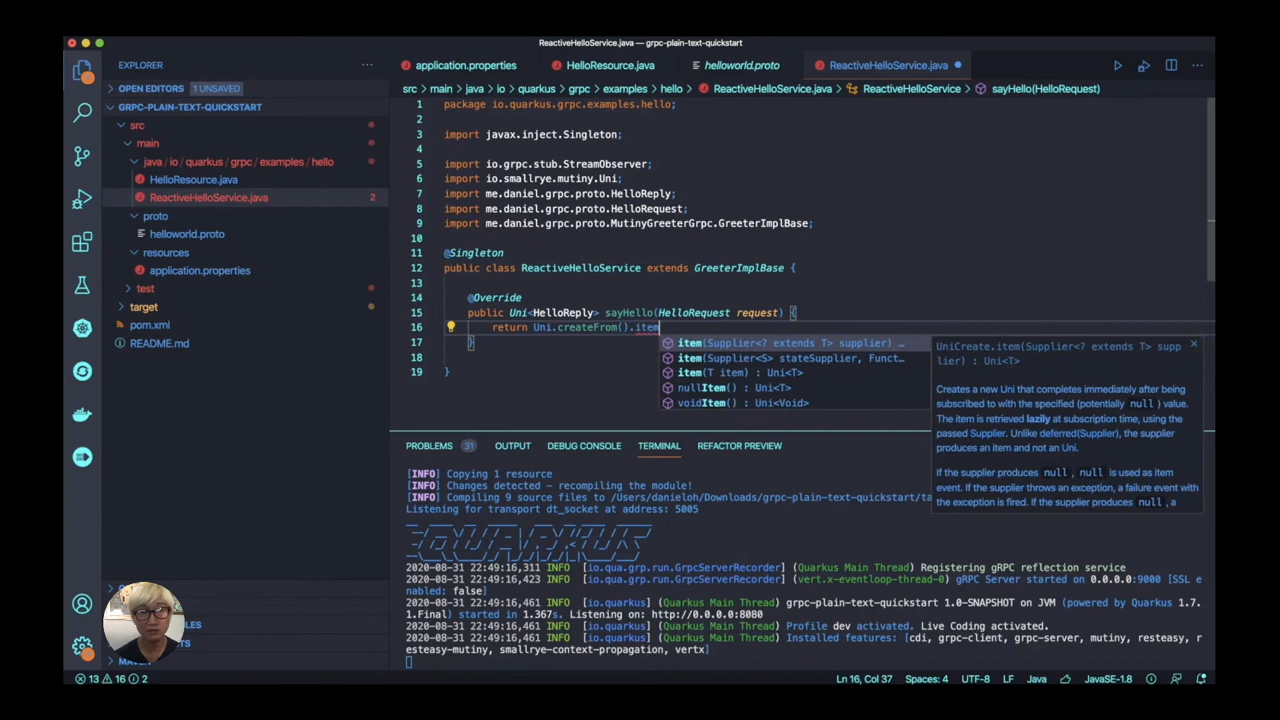 ReactiveHelloService.java — grpc-plain-text-quickstart
EXPLORER
OPEN EDITORS 1 UNSAVED
GRPC-PLAIN-TEXT-QUICKSTART
src
main
java / io / quarkus / grpc / examples / hello
HelloResource.java
ReactiveHelloService.java 2
proto
helloworld.proto
resources
application.properties
test
target
pom.xml
README.md
application.properties HelloResource.java helloworld.proto ReactiveHelloService.java
src > main > java > io > quarkus > grpc > examples > hello > ReactiveHelloService.java > ReactiveHelloService > sayHello(HelloRequest)
1 package io.quarkus.grpc.examples.hello;
2
3 import javax.inject.Singleton;
4
5 import io.grpc.stub.StreamObserver;
6 import io.smallrye.mutiny.Uni;
7 import me.daniel.grpc.proto.HelloReply;
8 import me.daniel.grpc.proto.HelloRequest;
9 import me.daniel.grpc.proto.MutinyGreeterGrpc.GreeterImplBase;
10
11 @Singleton
12 public class ReactiveHelloService extends GreeterImplBase {
13
14 @Override
15 public Uni<HelloReply> sayHello(HelloRequest request) {
16 return Uni.createFrom().item
17 }
18
19 }
item(Supplier<? extends T> supplier) …
item(Supplier<S> stateSupplier, Funct…
item(T item) : Uni<T>
nullItem() : Uni<T>
voidItem() : Uni<Void>
UniCreate.item(Supplier<? extends T> supp
lier) : Uni<T>
Creates a new Uni that completes immediately after being
subscribed to with the specified (potentially null) value.
The item is retrieved lazily at subscription time, using the
passed Supplier. Unlike deferred(Supplier), the supplier
produces an item and not an Uni.
If the supplier produces null, null is used as item
event. If the supplier throws an exception, a failure event with
the exception is fired. If the supplier produces null, a
PROBLEMS 31 OUTPUT DEBUG CONSOLE TERMINAL REFACTOR PREVIEW
[INFO] Copying 1 resource
[INFO] Changes detected - recompiling the module!
[INFO] Compiling 9 source files to /Users/danieloh/Downloads/grpc-plain-text-quickstart/ta
Listening for transport dt_socket at address: 5005
QUARKUS
2020-08-31 22:49:16,311 INFO [io.qua.grp.run.GrpcServerRecorder] (Quarkus Main Thread) Registering gRPC reflection service
2020-08-31 22:49:16,423 INFO [io.qua.grp.run.GrpcServerRecorder] (vert.x-eventloop-thread-0) gRPC Server started on 0.0.0.0:9000 [SSL e
nabled: false]
2020-08-31 22:49:16,461 INFO [io.quarkus] (Quarkus Main Thread) grpc-plain-text-quickstart 1.0-SNAPSHOT on JVM (powered by Quarkus 1.7.
1.Final) started in 1.367s. Listening on: http://0.0.0.0:8080
2020-08-31 22:49:16,461 INFO [io.quarkus] (Quarkus Main Thread) Profile dev activated. Live Coding activated.
2020-08-31 22:49:16,461 INFO [io.quarkus] (Quarkus Main Thread) Installed features: [cdi, grpc-client, grpc-server, mutiny, resteasy, r
esteasy-mutiny, smallrye-context-propagation, vertx]
13 16 2
Ln 16, Col 37 Spaces: 4 UTF-8 LF Java JavaSE-1.8